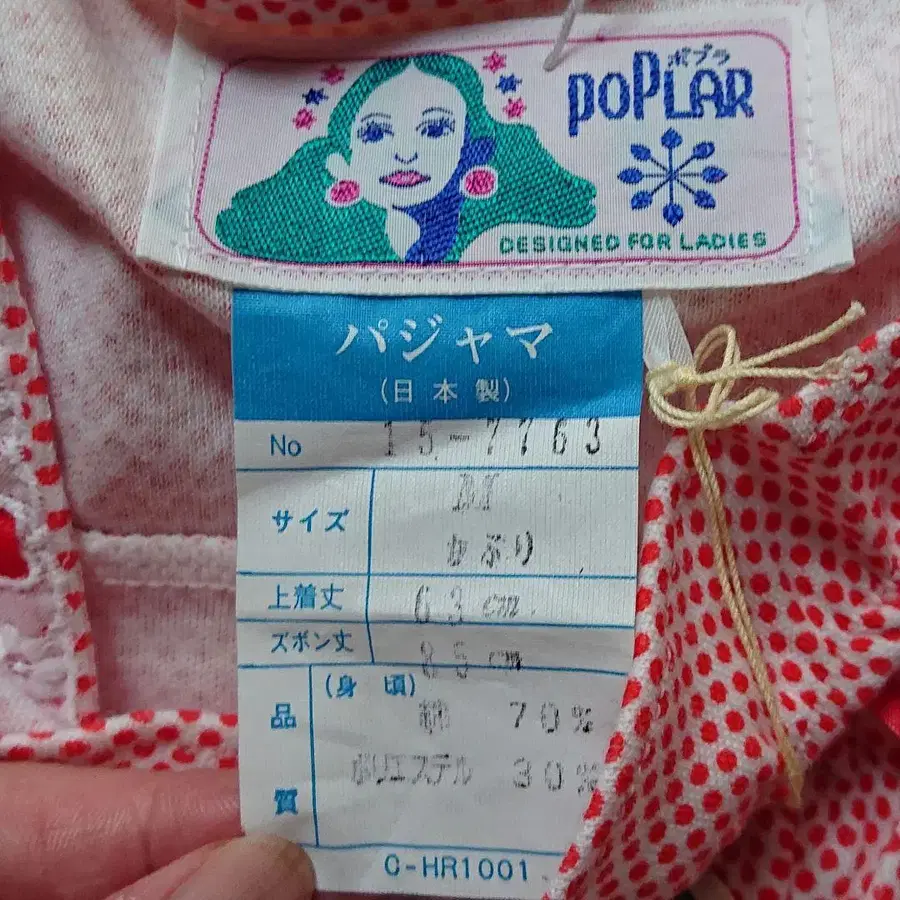 ポプラ
POPLAR
DESIGNED FOR LADIES
パジャマ
(日本製)
No 15-7763
サイズ M
かぶり
上着丈 63cm
ズボン丈 85cm
品質 (身頃)
綿 70%
ポリエステル 30%
C-HR1001